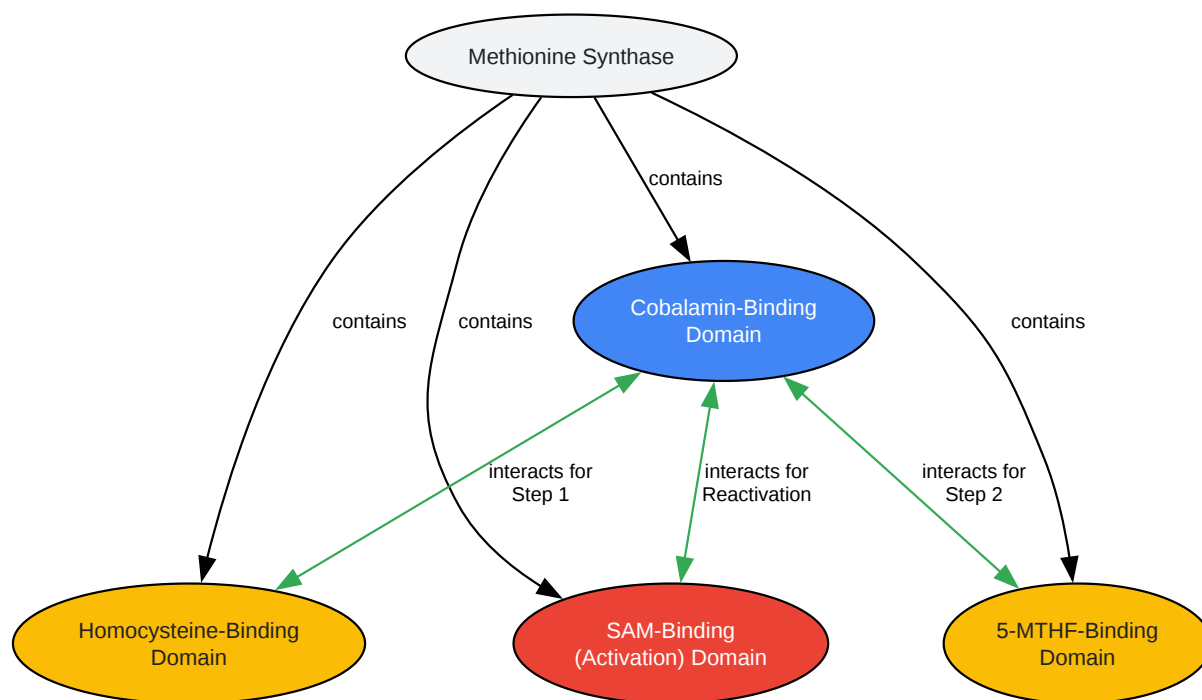 Methionine Synthase
contains
Cobalamin-Binding
Domain
contains
contains
contains
interacts for
Step 1
interacts for
Reactivation
interacts for
Step 2
Homocysteine-Binding
Domain
SAM-Binding
(Activation) Domain
5-MTHF-Binding
Domain